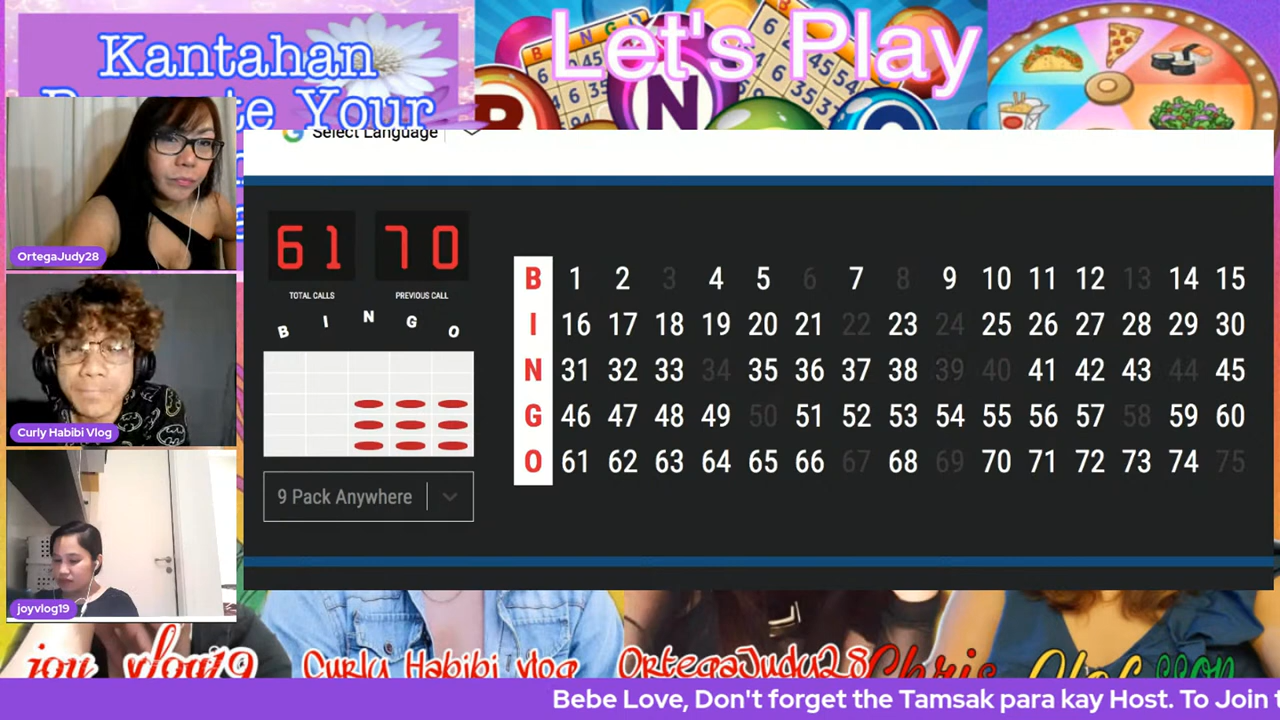 Kantahan
Let's Play
te Your
N
Select Language
OrtegaJudy28
Curly Habibi Vlog
joyvlog19
61 70
TOTAL CALLS PREVIOUS CALL
B I N G O
9 Pack Anywhere
B 1 2 3 4 5 6 7 8 9 10 11 12 13 14 15
I 16 17 18 19 20 21 22 23 24 25 26 27 28 29 30
N 31 32 33 34 35 36 37 38 39 40 41 42 43 44 45
G 46 47 48 49 50 51 52 53 54 55 56 57 58 59 60
O 61 62 63 64 65 66 67 68 69 70 71 72 73 74 75
joy vlog19 Curly Habibi vlog OrtegaJudy28 Chris
Bebe Love, Don't forget the Tamsak para kay Host. To Join